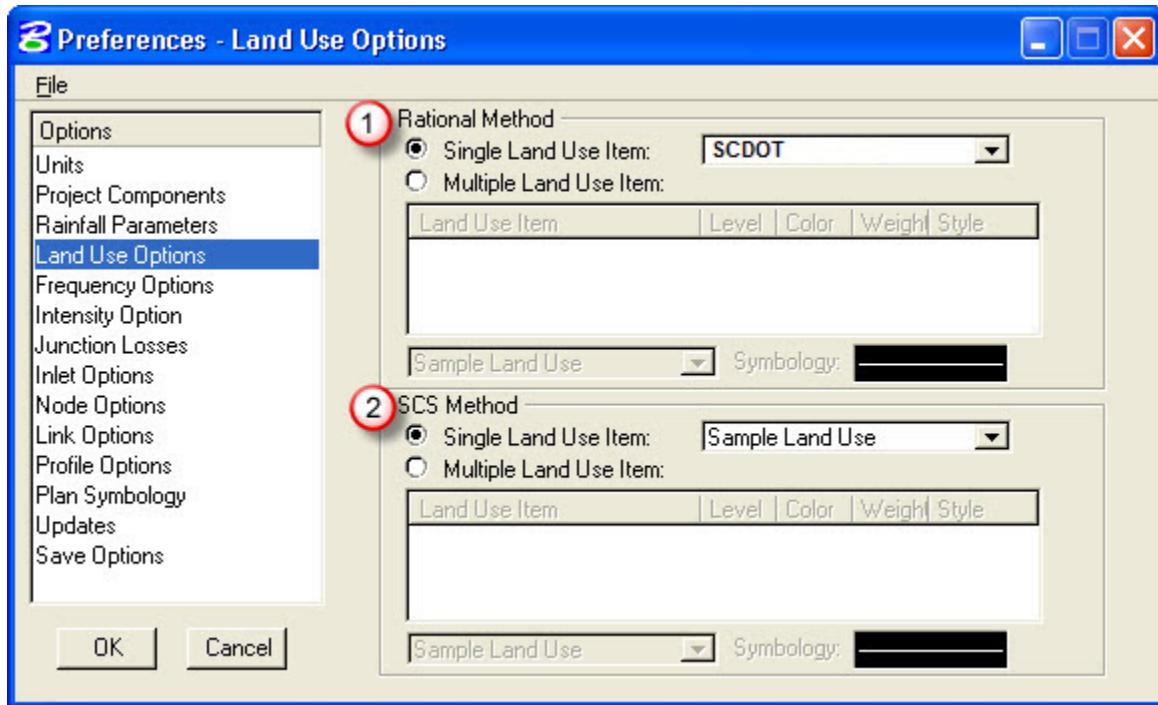 Preferences - Land Use Options
File
Options
Units
Project Components
Rainfall Parameters
Land Use Options
Frequency Options
Intensity Option
Junction Losses
Inlet Options
Node Options
Link Options
Profile Options
Plan Symbology
Updates
Save Options
OK Cancel
1 Rational Method
Single Land Use Item: SCDOT
Multiple Land Use Item:
Land Use Item Level Color Weight Style
Sample Land Use Symbology:
2 SCS Method
Single Land Use Item: Sample Land Use
Multiple Land Use Item:
Land Use Item Level Color Weight Style
Sample Land Use Symbology: